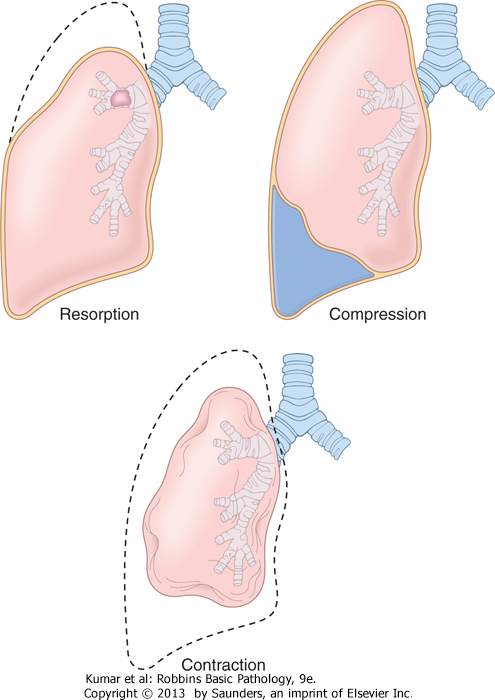 Resorption
Compression
Contraction
Kumar et al: Robbins Basic Pathology, 9e.
Copyright © 2013 by Saunders, an imprint of Elsevier Inc.